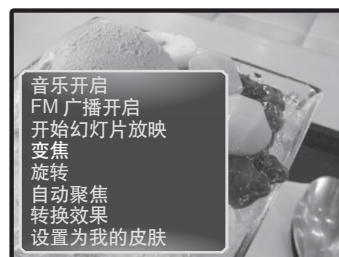 音乐开启
FM 广播开启
开始幻灯片放映
变焦
旋转
自动聚焦
转换效果
设置为我的皮肤